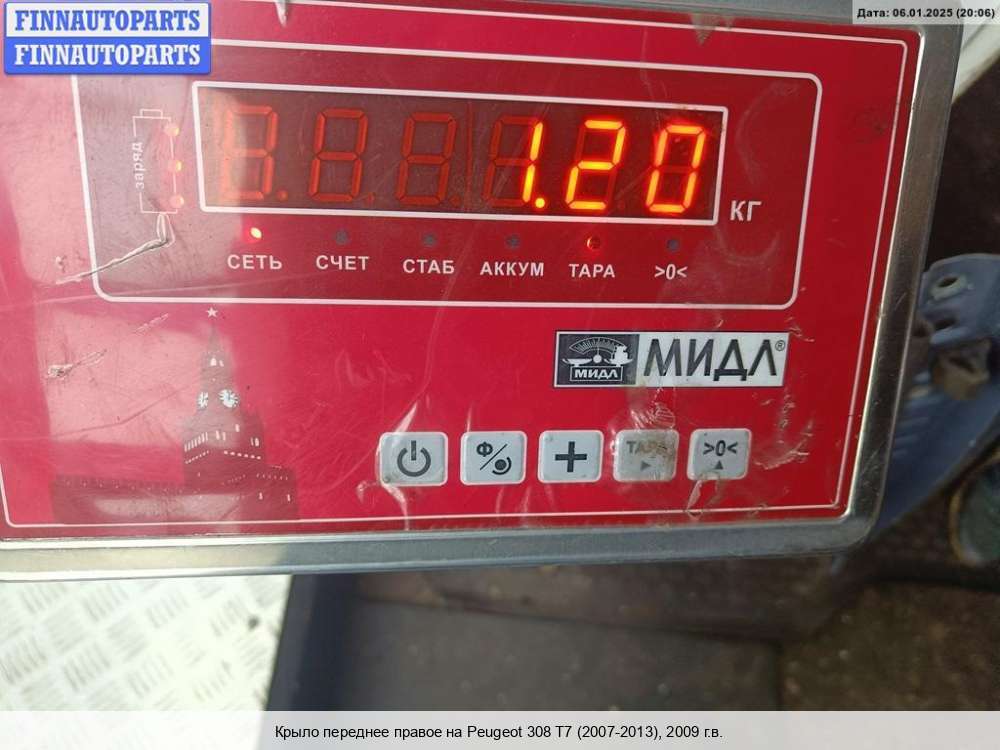 FINNAUTOPARTS
FINNAUTOPARTS
Дата: 06.01.2025 (20:06)
заряд
1.20
КГ
СЕТЬ СЧЕТ СТАБ АККУМ ТАРА >0<
МИДЛ МИДЛ®
Ф/ + ТАРА >0<
Крыло переднее правое на Peugeot 308 T7 (2007-2013), 2009 г.в.